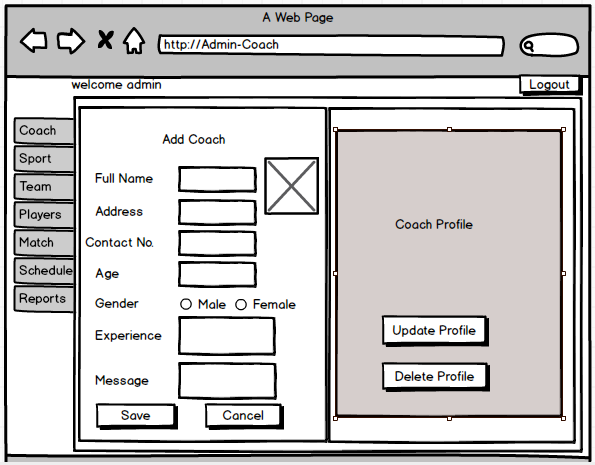 A Web Page
http://Admin-Coach
welcome admin
Logout
Coach
Sport
Team
Players
Match
Schedule
Reports
Add Coach
Full Name
Address
Contact No.
Age
Gender Male Female
Experience
Message
Save Cancel
Coach Profile
Update Profile
Delete Profile